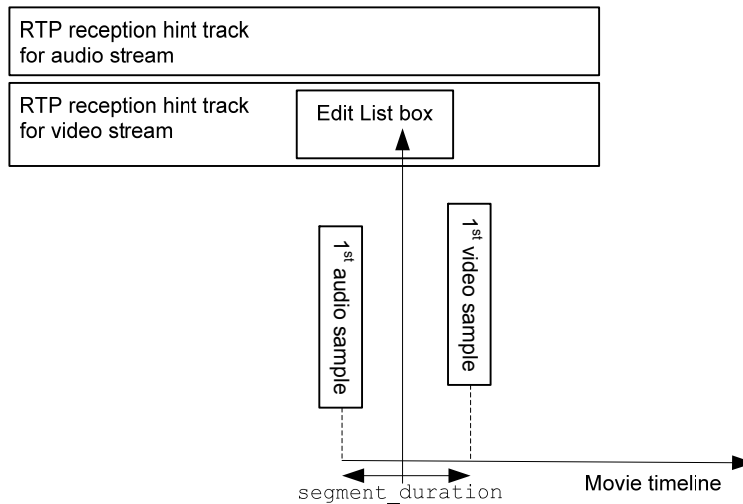 RTP reception hint track
for audio stream
RTP reception hint track
for video stream
Edit List box
1st audio sample
1st video sample
segment_duration
Movie timeline